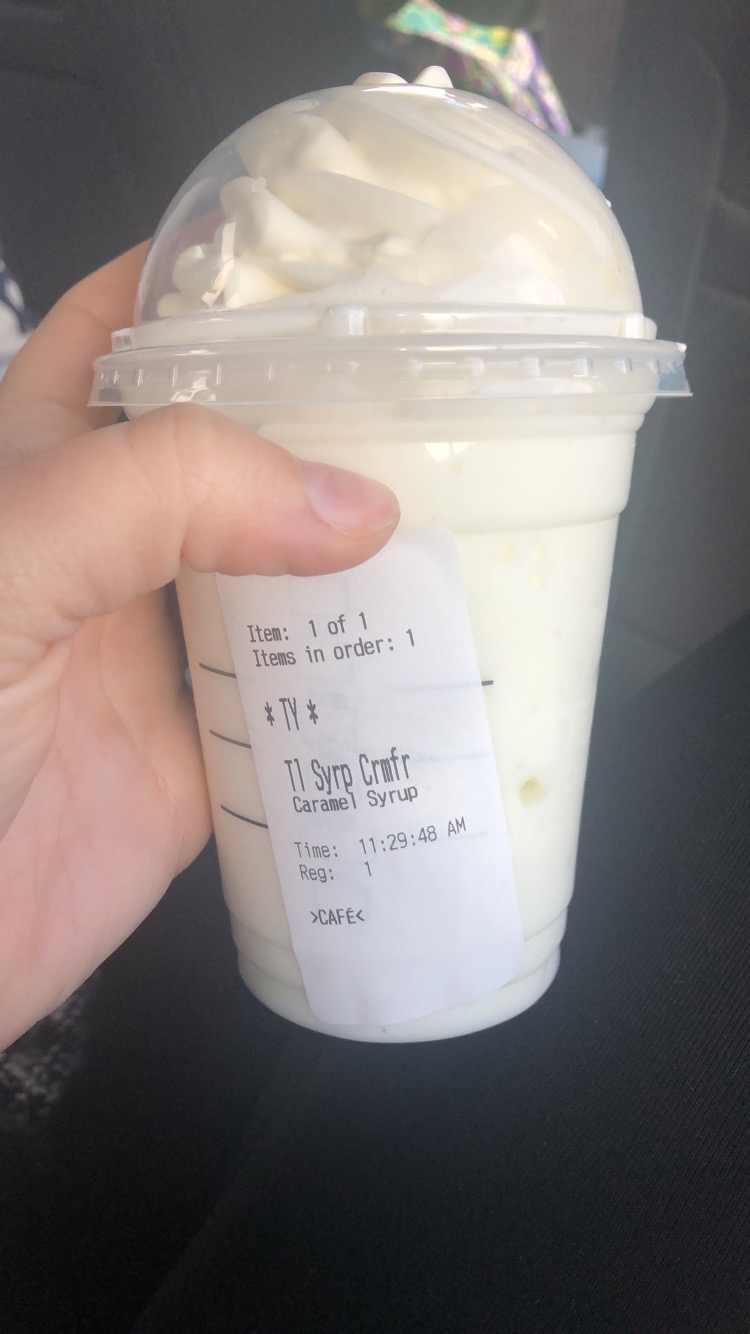 Item: 1 of 1
Items in order: 1
* TY *
Tl Syrp Crmfr
Caramel Syrup
Time: 11:29:48 AM
Reg: 1
>CAFÉ<